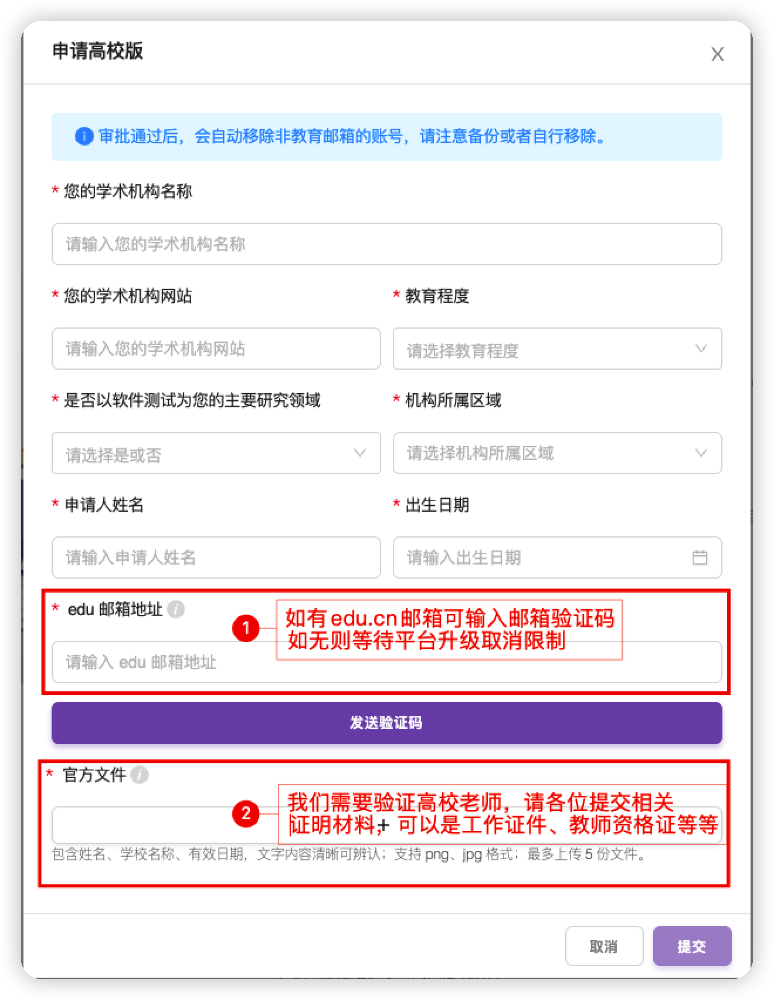 申请高校版
审批通过后，会自动移除非教育邮箱的账号，请注意备份或者自行移除。
* 您的学术机构名称
请输入您的学术机构名称
* 您的学术机构网站
* 教育程度
请输入您的学术机构网站
请选择教育程度
* 是否以软件测试为您的主要研究领域
* 机构所属区域
请选择是或否
请选择机构所属区域
* 申请人姓名
* 出生日期
请输入申请人姓名
请输入出生日期
* edu 邮箱地址
1
如有edu.cn邮箱可输入邮箱验证码
如无则等待平台升级取消限制
请输入 edu 邮箱地址
发送验证码
* 官方文件
2
我们需要验证高校老师，请各位提交相关
证明材料，可以是工作证件、教师资格证等等
包含姓名、学校名称、有效日期，文字内容清晰可辨认；支持 png、jpg 格式；最多上传 5 份文件。
取消
提交